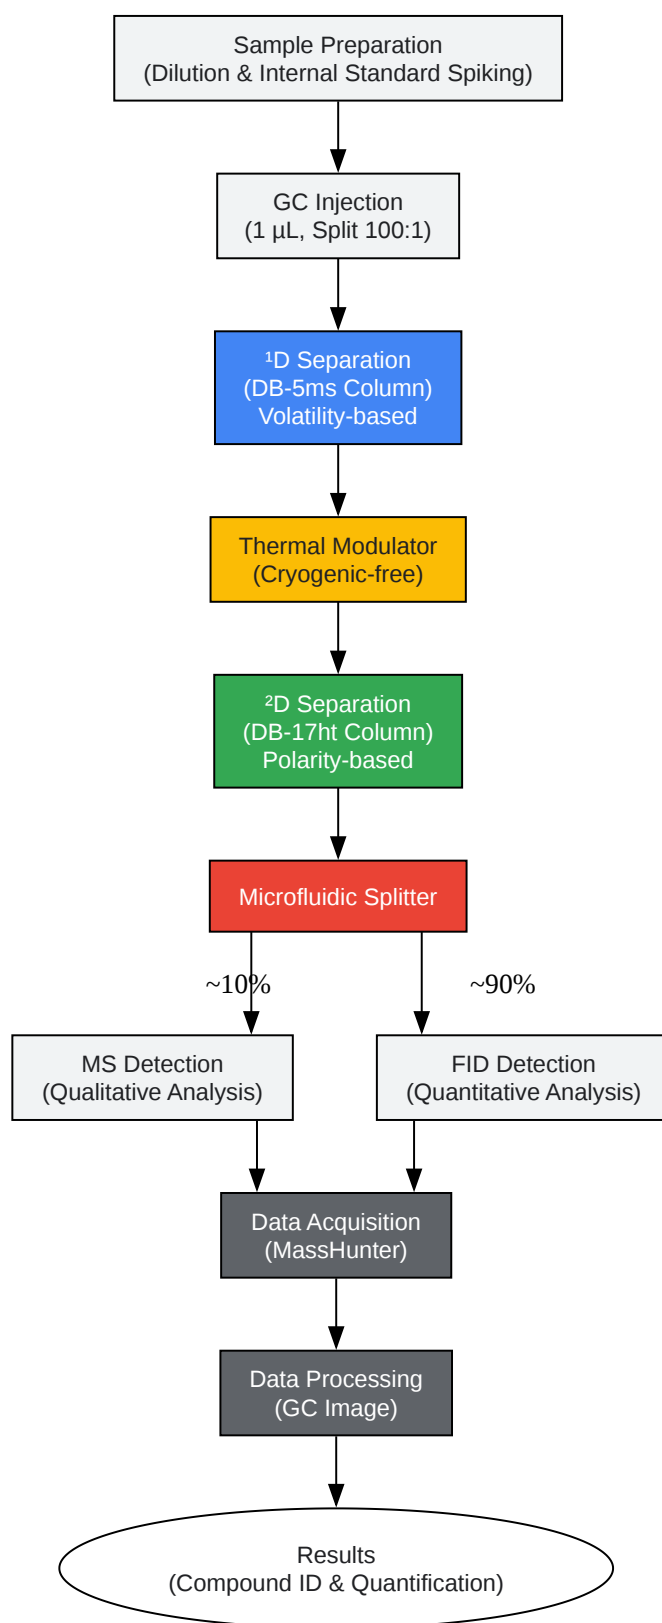 Sample Preparation
(Dilution & Internal Standard Spiking)
GC Injection
(1 µL, Split 100:1)
¹D Separation
(DB-5ms Column)
Volatility-based
Thermal Modulator
(Cryogenic-free)
²D Separation
(DB-17ht Column)
Polarity-based
Microfluidic Splitter
~10%
~90%
MS Detection
(Qualitative Analysis)
FID Detection
(Quantitative Analysis)
Data Acquisition
(MassHunter)
Data Processing
(GC Image)
Results
(Compound ID & Quantification)